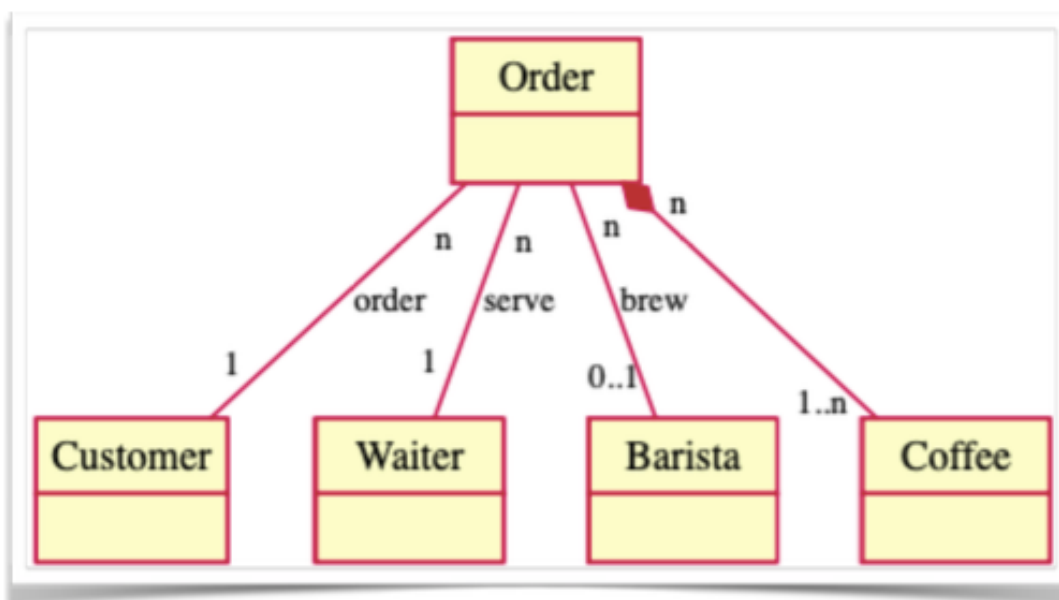 Order
n
n
n
n
order
serve
brew
1
1
0..1
1..n
Customer
Waiter
Barista
Coffee